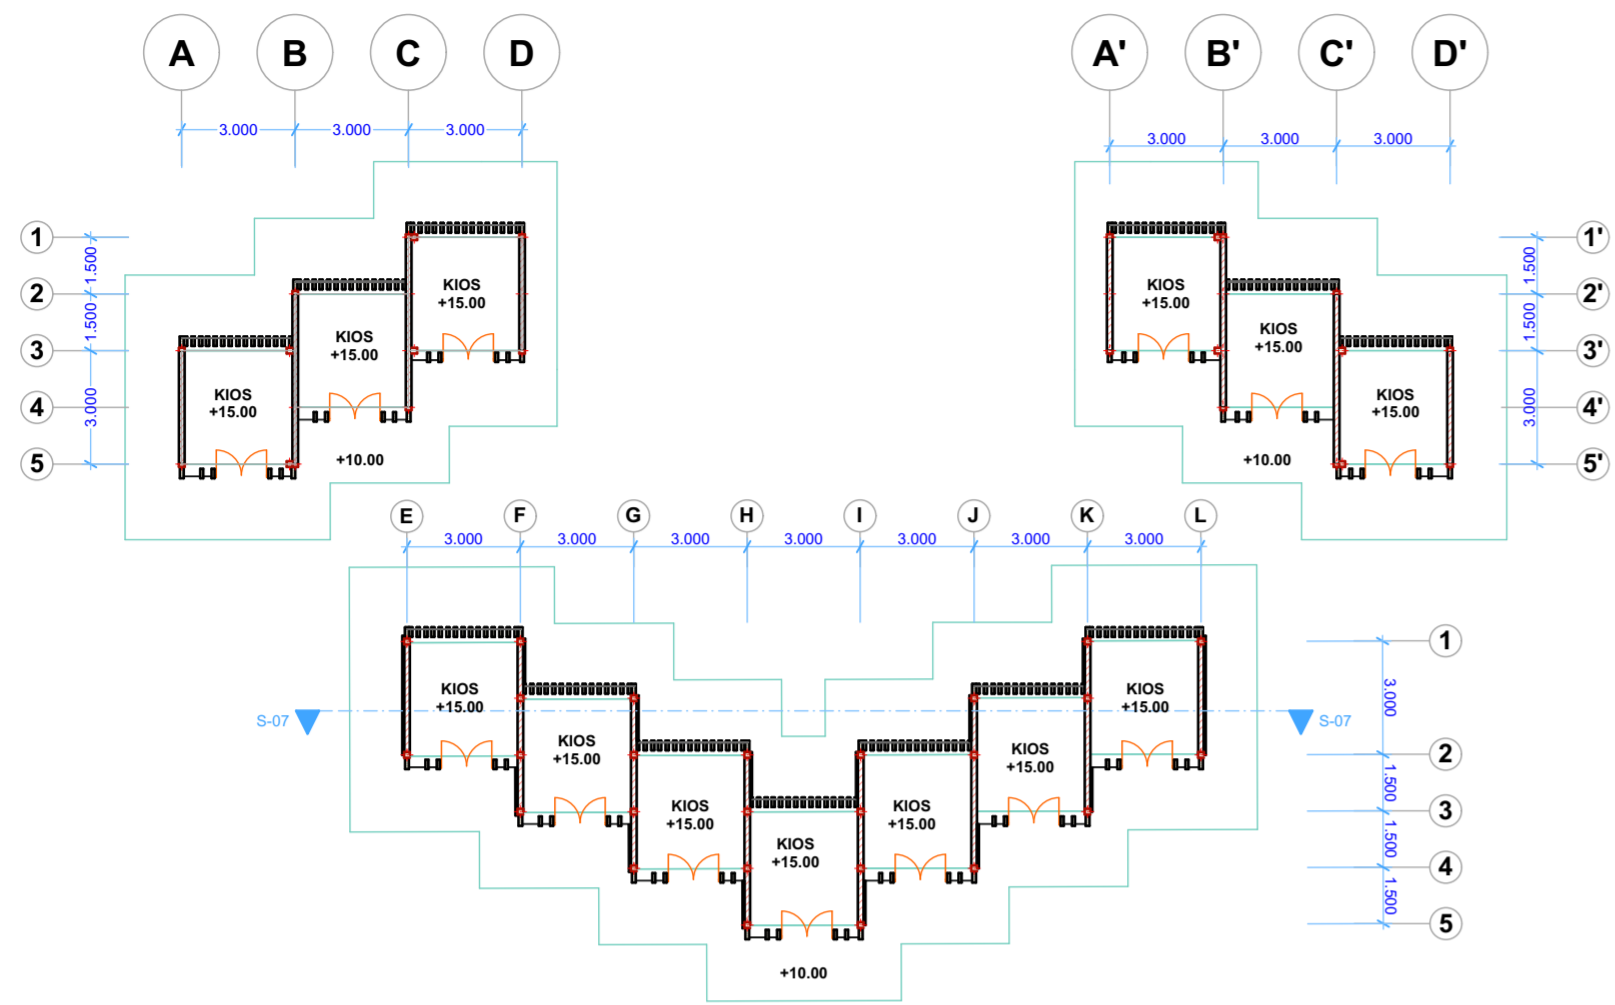 A B C D
A' B' C' D'
3.000 3.000 3.000
3.000 3.000 3.000
1
2
3
4
5
1.500
1.500
3.000
KIOS
+15.00
KIOS
+15.00
KIOS
+15.00
+10.00
1'
2'
3'
4'
5'
1.500
1.500
3.000
KIOS
+15.00
KIOS
+15.00
KIOS
+15.00
+10.00
E F G H I J K L
3.000 3.000 3.000 3.000 3.000 3.000 3.000
KIOS
+15.00
KIOS
+15.00
KIOS
+15.00
KIOS
+15.00
KIOS
+15.00
KIOS
+15.00
KIOS
+15.00
S-07
S-07
1
2
3
4
5
3.000
1.500
1.500
1.500
+10.00